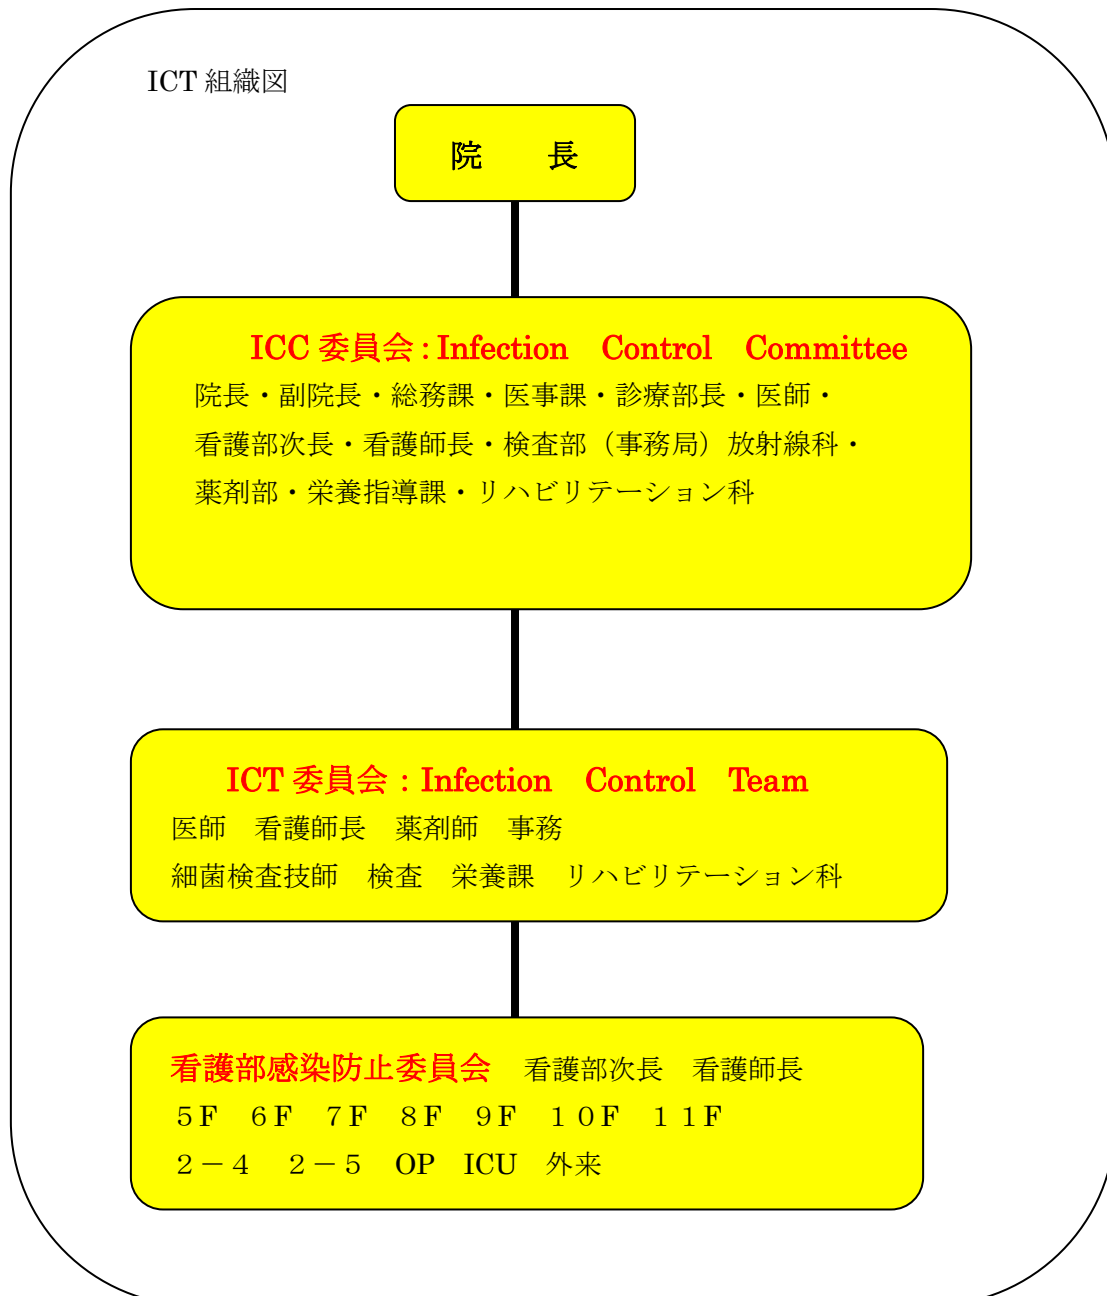 ICT 組織図
院　　長
ICC 委員会：Infection　Control　Committee
院長・副院長・総務課・医事課・診療部長・医師・
看護部次長・看護師長・検査部（事務局）放射線科・
薬剤部・栄養指導課・リハビリテーション科
ICT 委員会：Infection　Control　Team
医師　看護師長　薬剤師　事務
細菌検査技師　検査　栄養課　リハビリテーション科
看護部感染防止委員会　看護部次長　看護師長
５F　６F　７F　８F　９F　１０F　１１F
２－４　２－５　OP　ICU　外来